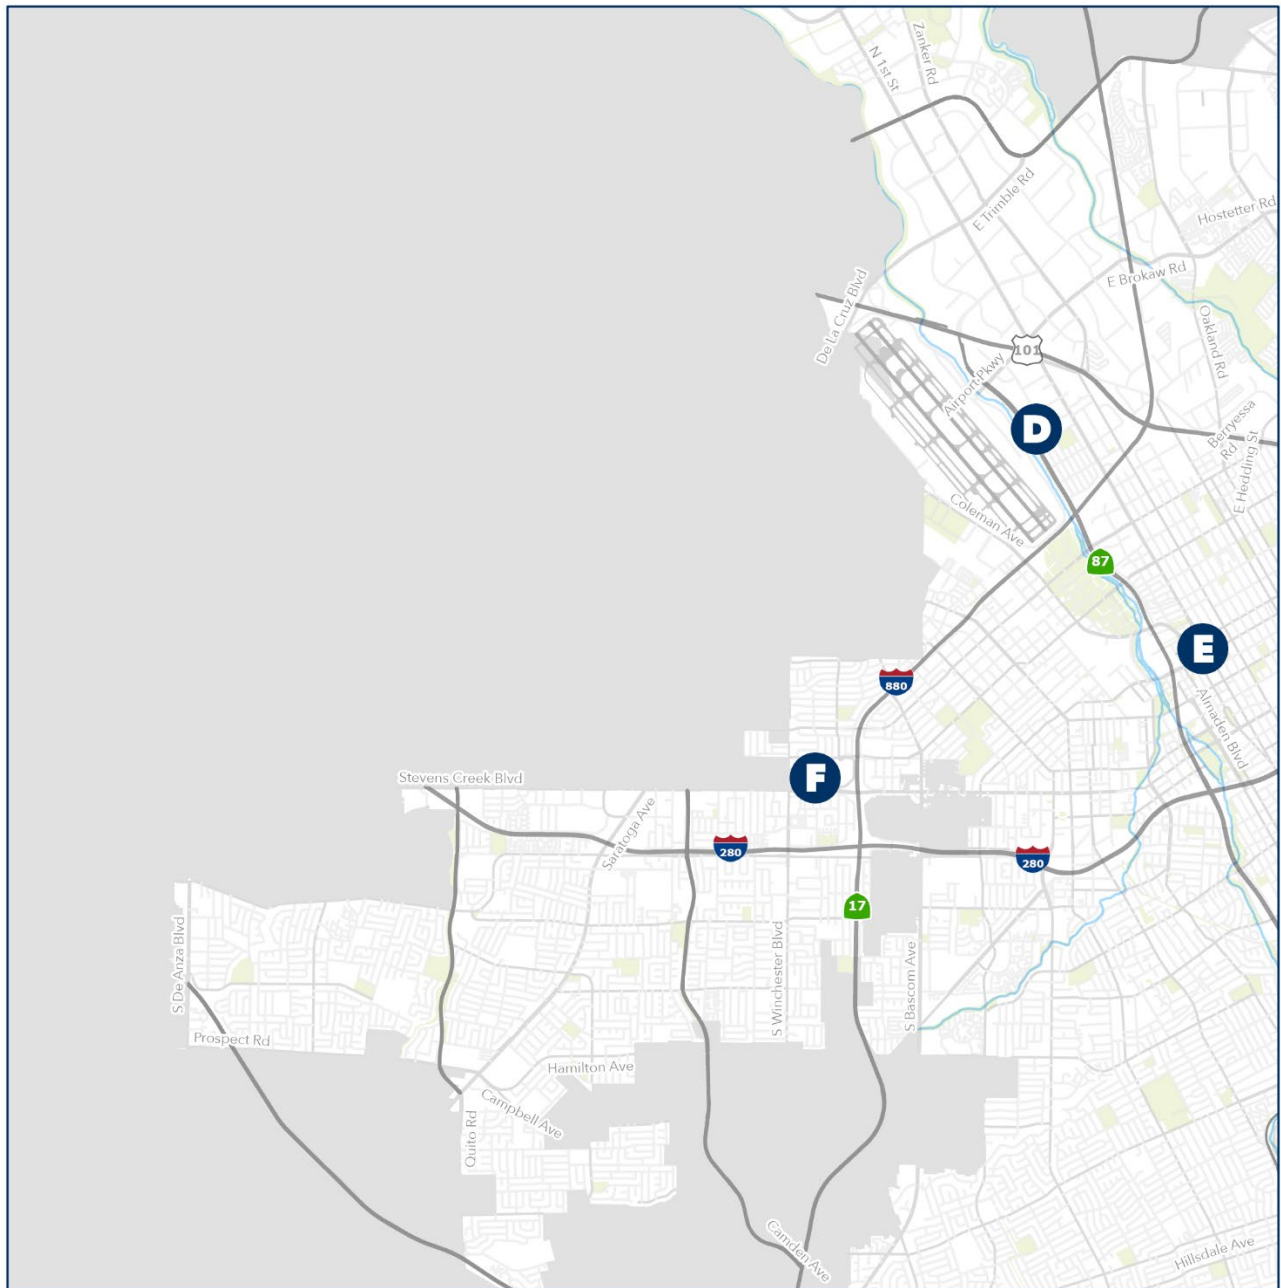 N 1st St
Zanker Rd
E Trimble Rd
Hostetter Rd
E Brokaw Rd
De La Cruz Blvd
101
Oakland Rd
Airport Pkwy
D
Berryessa
Rd
E Hedding St
Coleman Ave
87
E
880
Almaden Blvd
F
Stevens Creek Blvd
Saratoga Ave
280
280
17
S De Anza Blvd
S Winchester Blvd
S Bascom Ave
Prospect Rd
Hamilton Ave
Campbell Ave
Quito Rd
Camden Ave
Hillsdale Ave